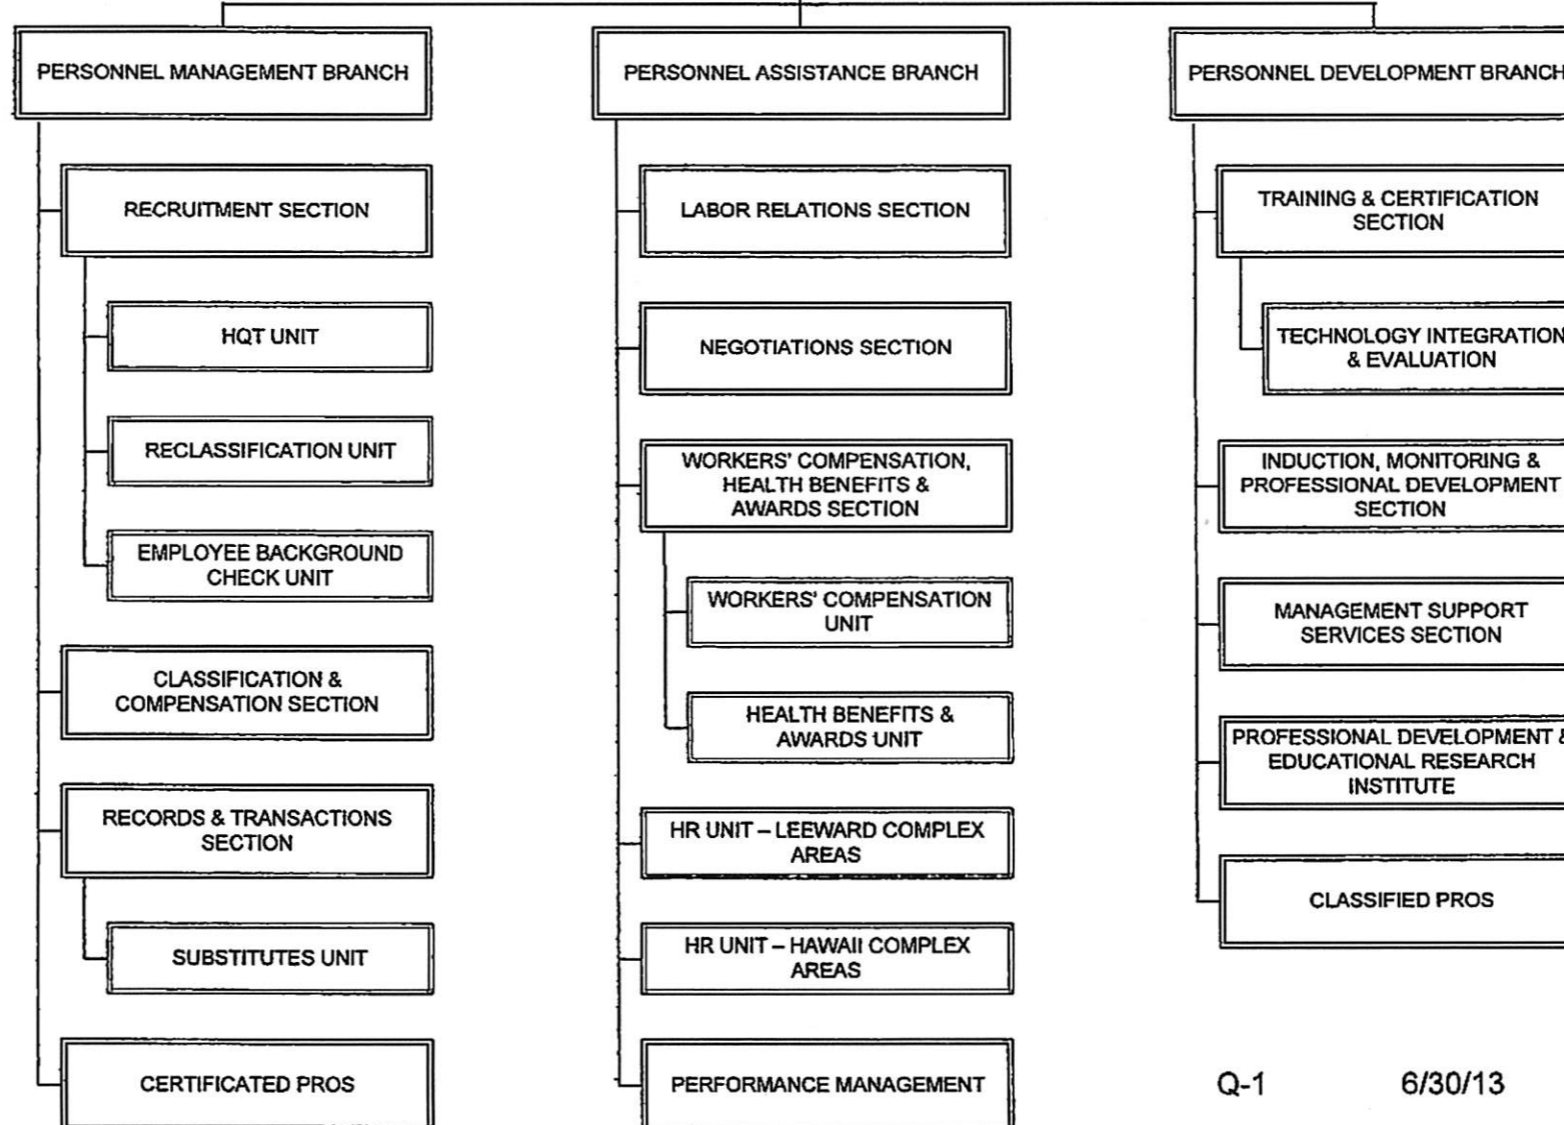 PERSONNEL MANAGEMENT BRANCH
RECRUITMENT SECTION
HQT UNIT
RECLASSIFICATION UNIT
EMPLOYEE BACKGROUND
CHECK UNIT
CLASSIFICATION &
COMPENSATION SECTION
RECORDS & TRANSACTIONS
SECTION
SUBSTITUTES UNIT
CERTIFICATED PROS
PERSONNEL ASSISTANCE BRANCH
LABOR RELATIONS SECTION
NEGOTIATIONS SECTION
WORKERS' COMPENSATION,
HEALTH BENEFITS &
AWARDS SECTION
WORKERS' COMPENSATION
UNIT
HEALTH BENEFITS &
AWARDS UNIT
HR UNIT – LEEWARD COMPLEX
AREAS
HR UNIT – HAWAII COMPLEX
AREAS
PERFORMANCE MANAGEMENT
PERSONNEL DEVELOPMENT BRANCH
TRAINING & CERTIFICATION
SECTION
TECHNOLOGY INTEGRATION
& EVALUATION
INDUCTION, MONITORING &
PROFESSIONAL DEVELOPMENT
SECTION
MANAGEMENT SUPPORT
SERVICES SECTION
PROFESSIONAL DEVELOPMENT &
EDUCATIONAL RESEARCH
INSTITUTE
CLASSIFIED PROS
Q-1 6/30/13